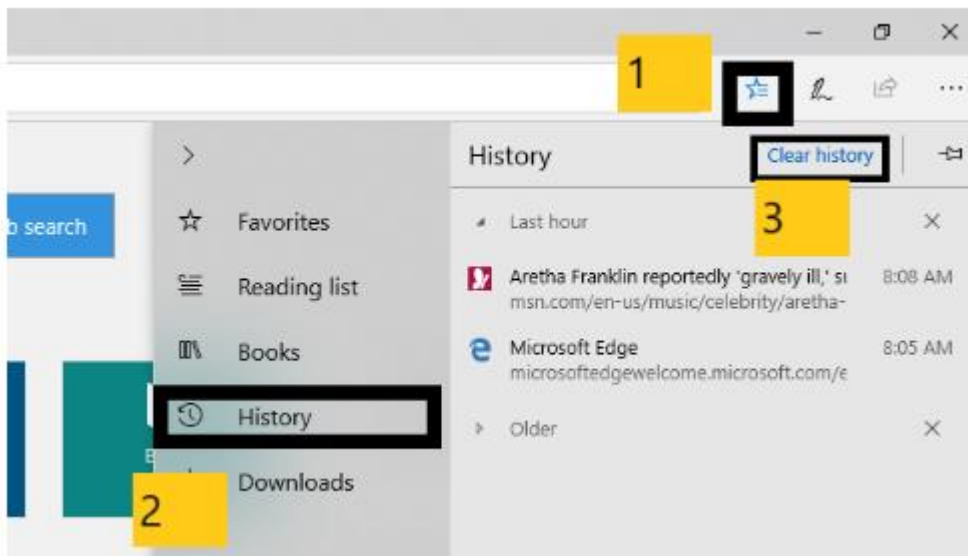 1
History
Clear history
b search
Favorites
Last hour
3
Reading list
Aretha Franklin reportedly 'gravely ill,' su
8:08 AM
msn.com/en-us/music/celebrity/aretha-
Books
Microsoft Edge
8:05 AM
microsoftedgewelcome.microsoft.com/e
History
Older
Downloads
2